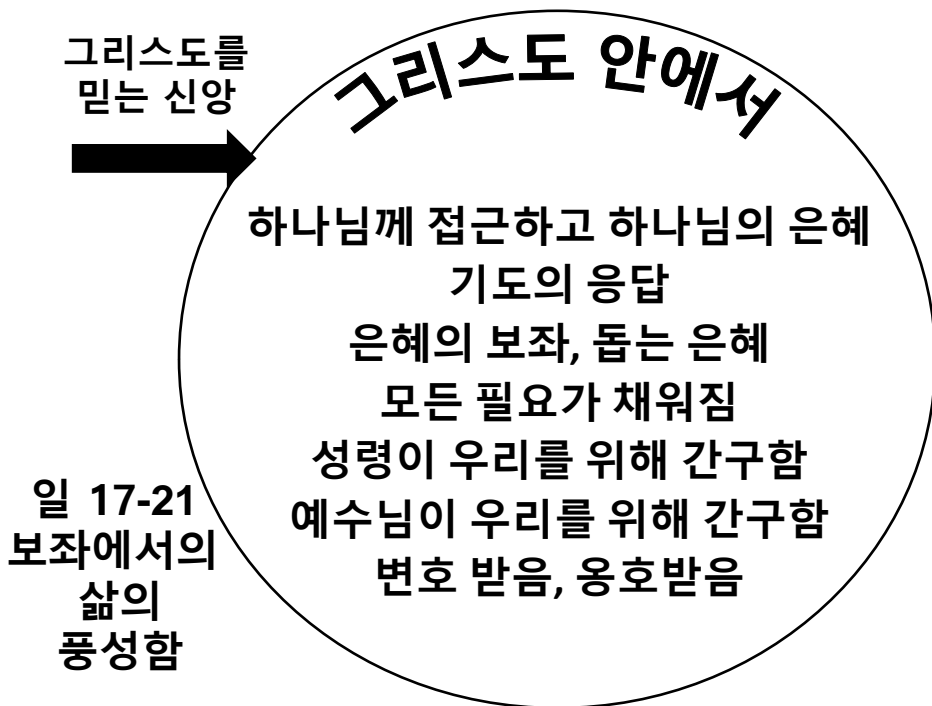 그리스도를
믿는 신앙
그리스도 안에서
하나님께 접근하고 하나님의 은혜
기도의 응답
은혜의 보좌, 돕는 은혜
모든 필요가 채워짐
성령이 우리를 위해 간구함
예수님이 우리를 위해 간구함
변호 받음, 옹호받음
일 17-21
보좌에서의
삶의
풍성함